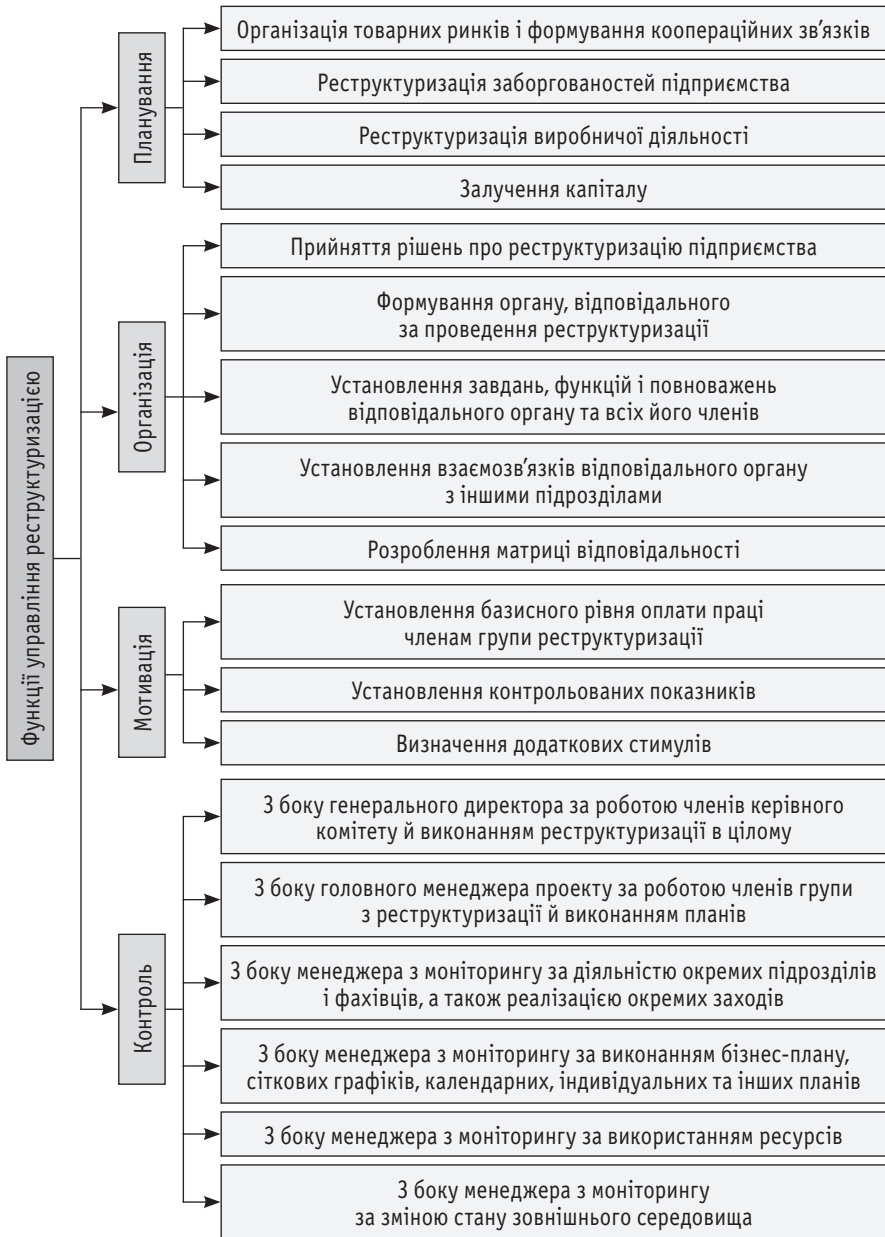 Функції управління реструктуризацією
Планування
Організація товарних ринків і формування коопераційних зв'язків
Реструктуризація заборгованостей підприємства
Реструктуризація виробничої діяльності
Залучення капіталу
Організація
Прийняття рішень про реструктуризацію підприємства
Формування органу, відповідального
за проведення реструктуризації
Установлення завдань, функцій і повноважень
відповідального органу та всіх його членів
Установлення взаємозв'язків відповідального органу
з іншими підрозділами
Розроблення матриці відповідальності
Мотивація
Установлення базисного рівня оплати праці
членам групи реструктуризації
Установлення контрольованих показників
Визначення додаткових стимулів
Контроль
З боку генерального директора за роботою членів керівного
комітету й виконанням реструктуризації в цілому
З боку головного менеджера проекту за роботою членів групи
з реструктуризації й виконанням планів
З боку менеджера з моніторингу за діяльністю окремих підрозділів
і фахівців, а також реалізацією окремих заходів
З боку менеджера з моніторингу за виконанням бізнес-плану,
сіткових графіків, календарних, індивідуальних та інших планів
З боку менеджера з моніторингу за використанням ресурсів
З боку менеджера з моніторингу
за зміною стану зовнішнього середовища